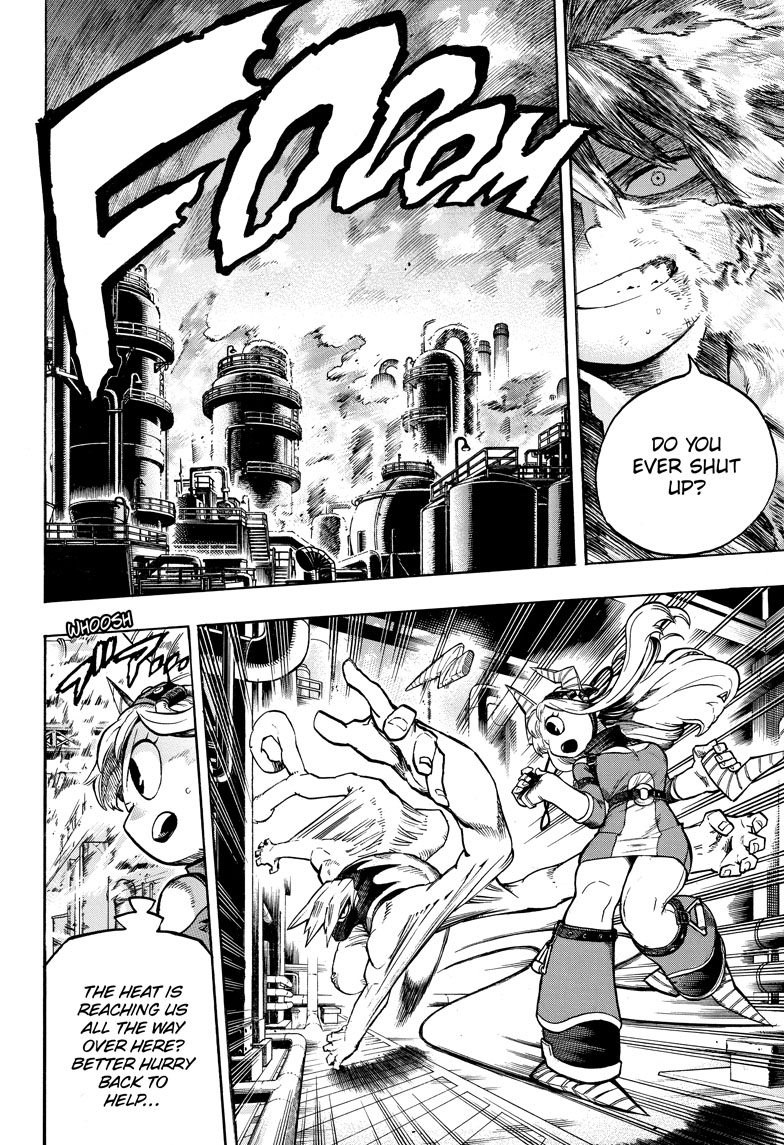 FOOOM
DO YOU
EVER SHUT
UP?
WHOOSH
THE HEAT IS
REACHING US
ALL THE WAY
OVER HERE?
BETTER HURRY
BACK TO
HELP...